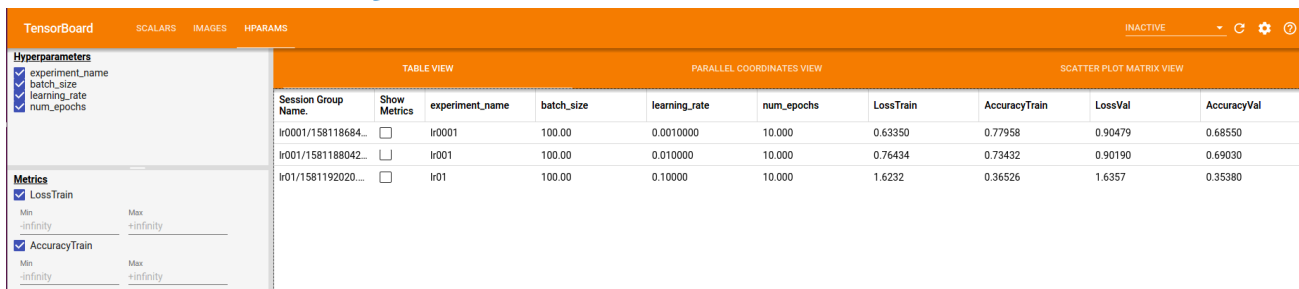 TensorBoard SCALARS IMAGES HPARAMS INACTIVE
Hyperparameters
experiment_name
batch_size
learning_rate
num_epochs
Metrics
LossTrain
Min Max
-infinity +infinity
AccuracyTrain
Min Max
-infinity +infinity
TABLE VIEW PARALLEL COORDINATES VIEW SCATTER PLOT MATRIX VIEW
Session Group Name. Show Metrics experiment_name batch_size learning_rate num_epochs LossTrain AccuracyTrain LossVal AccuracyVal
lr0001/158118684... lr0001 100.00 0.0010000 10.000 0.63350 0.77958 0.90479 0.68550
lr001/1581188042... lr001 100.00 0.010000 10.000 0.76434 0.73432 0.90190 0.69030
lr01/1581192020.... lr01 100.00 0.10000 10.000 1.6232 0.36526 1.6357 0.35380